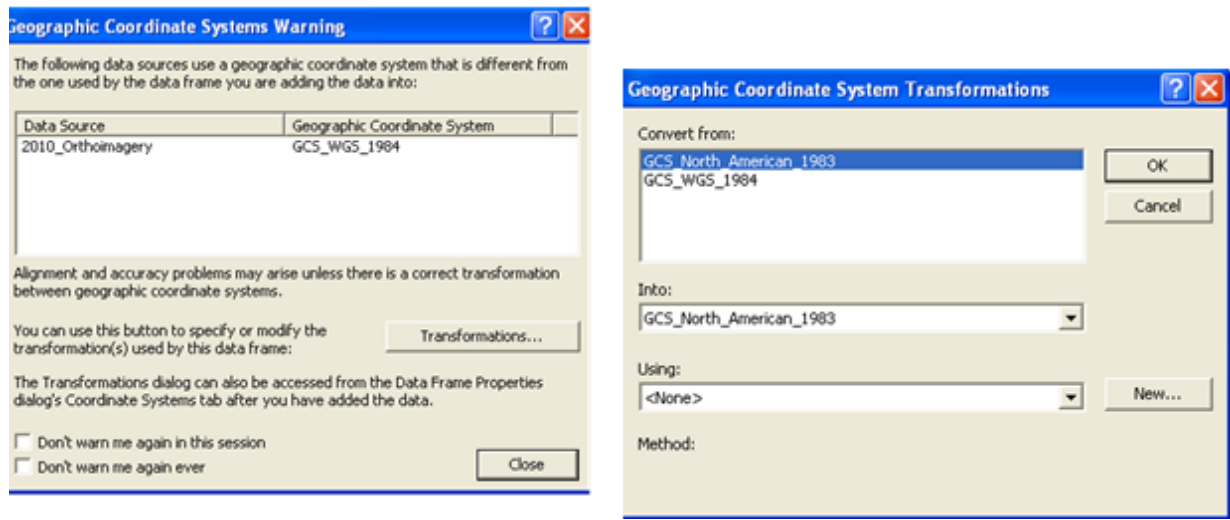 Geographic Coordinate Systems Warning
The following data sources use a geographic coordinate system that is different from
the one used by the data frame you are adding the data into:
Data Source Geographic Coordinate System
2010_Orthoimagery GCS_WGS_1984
Alignment and accuracy problems may arise unless there is a correct transformation
between geographic coordinate systems.
You can use this button to specify or modify the
transformation(s) used by this data frame:
Transformations...
The Transformations dialog can also be accessed from the Data Frame Properties
dialog's Coordinate Systems tab after you have added the data.
Don't warn me again in this session
Don't warn me again ever
Close
Geographic Coordinate System Transformations
Convert from:
GCS_North_American_1983
GCS_WGS_1984
OK
Cancel
Into:
GCS_North_American_1983
Using:
<None>
New...
Method: